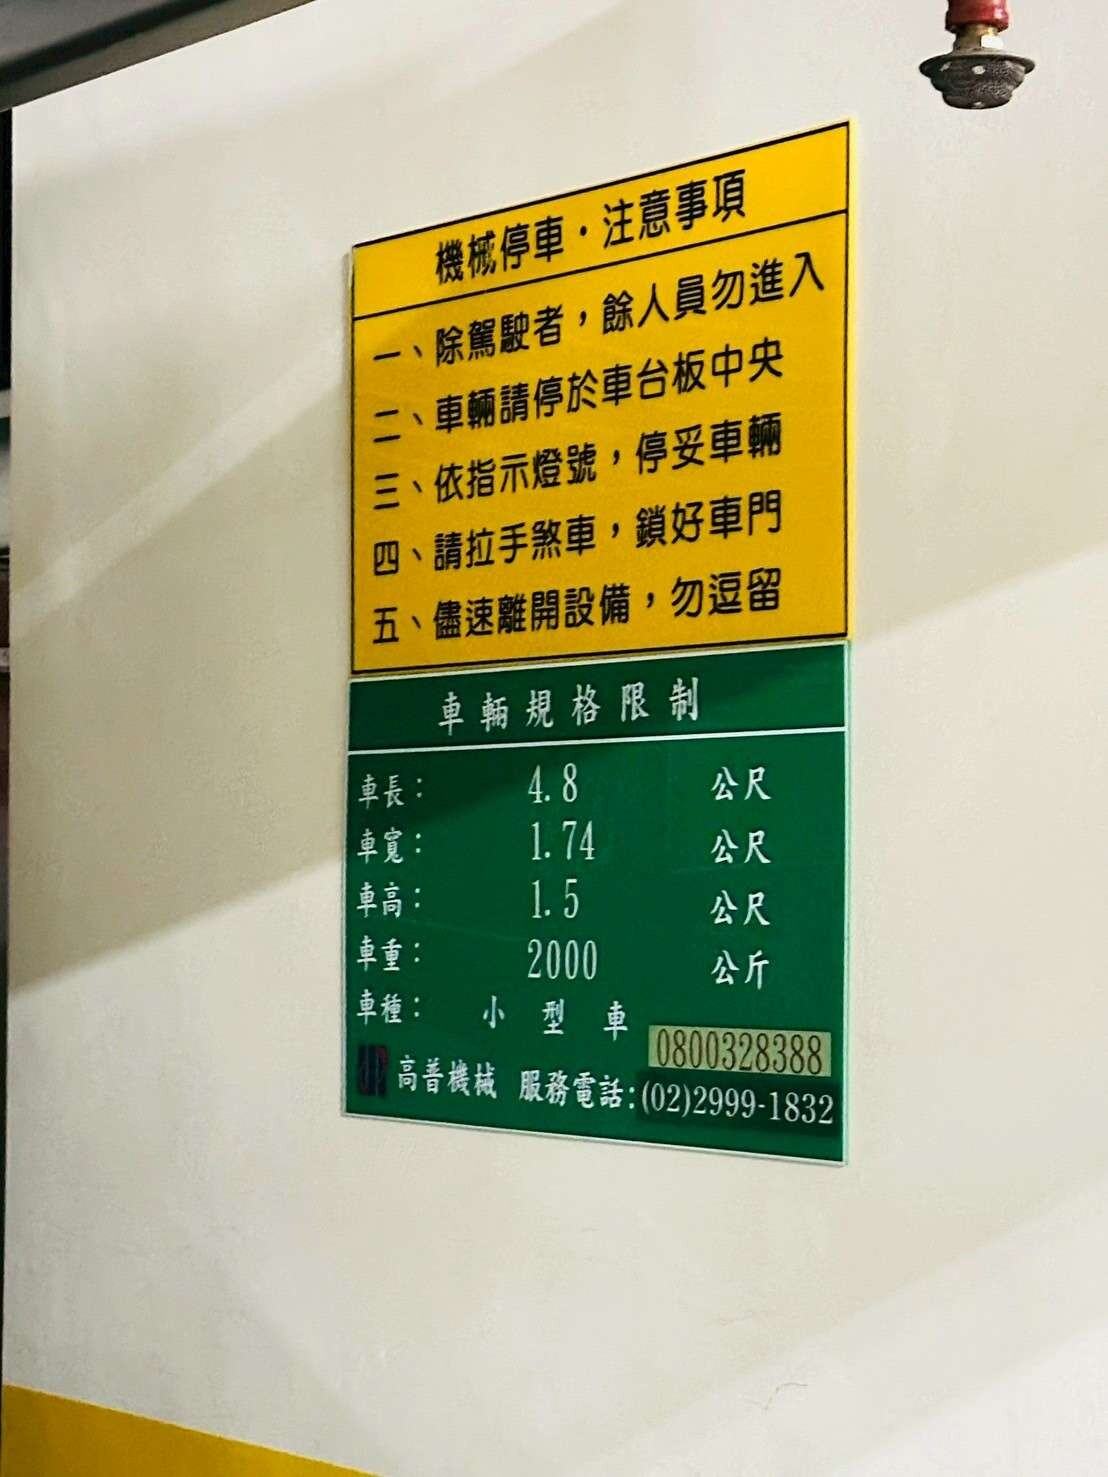 機械停車·注意事項
一、除駕駛者，餘人員勿進入
二、車輛請停於車台板中央
三、依指示燈號，停妥車輛
四、請拉手煞車，鎖好車門
五、儘速離開設備，勿逗留
車輛規格限制
車長： 4.8 公尺
車寬： 1.74 公尺
車高： 1.5 公尺
車重： 2000 公斤
車種： 小型車
0800328388
高普機械 服務電話:(02)2999-1832